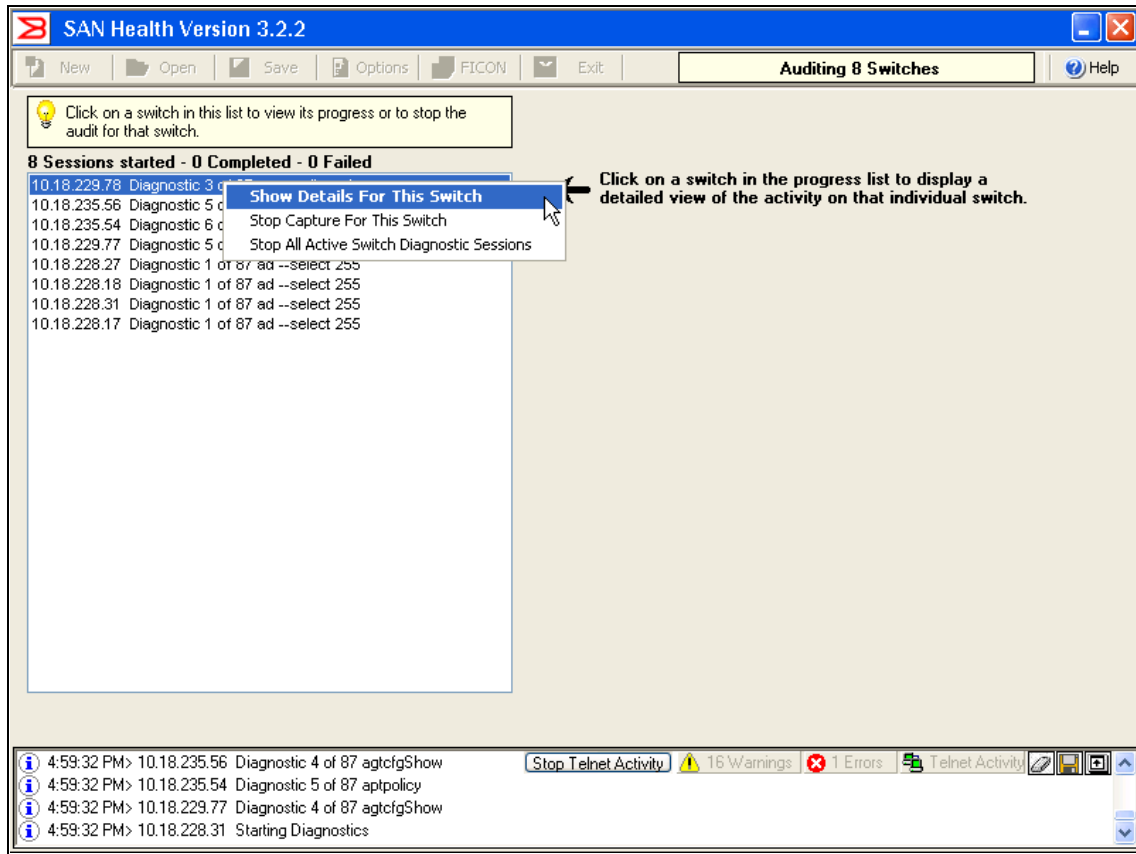 SAN Health Version 3.2.2
New Open Save Options FICON Exit Auditing 8 Switches Help
Click on a switch in this list to view its progress or to stop the
audit for that switch.
8 Sessions started - 0 Completed - 0 Failed
Click on a switch in the progress list to display a
detailed view of the activity on that individual switch.
10.18.229.78 Diagnostic 3
10.18.235.56 Diagnostic 5
10.18.235.54 Diagnostic 6
10.18.229.77 Diagnostic 5
Show Details For This Switch
Stop Capture For This Switch
Stop All Active Switch Diagnostic Sessions
10.18.228.27 Diagnostic 1 of 87 ad --select 255
10.18.228.18 Diagnostic 1 of 87 ad --select 255
10.18.228.31 Diagnostic 1 of 87 ad --select 255
10.18.228.17 Diagnostic 1 of 87 ad --select 255
4:59:32 PM> 10.18.235.56 Diagnostic 4 of 87 agtcfgShow
Stop Telnet Activity 16 Warnings 1 Errors Telnet Activity
4:59:32 PM> 10.18.235.54 Diagnostic 5 of 87 aptpolicy
4:59:32 PM> 10.18.229.77 Diagnostic 4 of 87 agtcfgShow
4:59:32 PM> 10.18.228.31 Starting Diagnostics